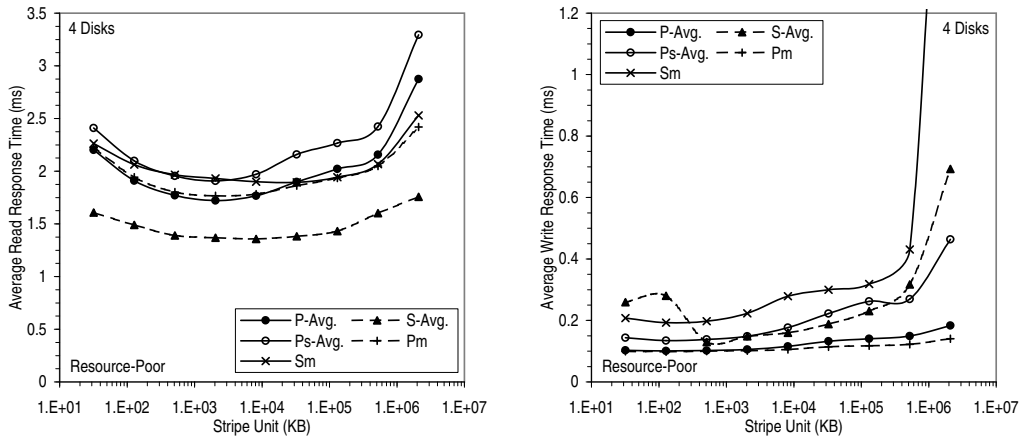 3.5
4 Disks
3
2.5
2
1.5
1
0.5
0
Average Read Response Time (ms)
P-Avg. S-Avg.
Ps-Avg. Pm
Sm
Resource-Poor
1.E+01 1.E+02 1.E+03 1.E+04 1.E+05 1.E+06 1.E+07
Stripe Unit (KB)
1.2
4 Disks
P-Avg. S-Avg.
Ps-Avg. Pm
Sm
1
0.8
0.6
0.4
0.2
0
Average Write Response Time (ms)
Resource-Poor
1.E+01 1.E+02 1.E+03 1.E+04 1.E+05 1.E+06 1.E+07
Stripe Unit (KB)